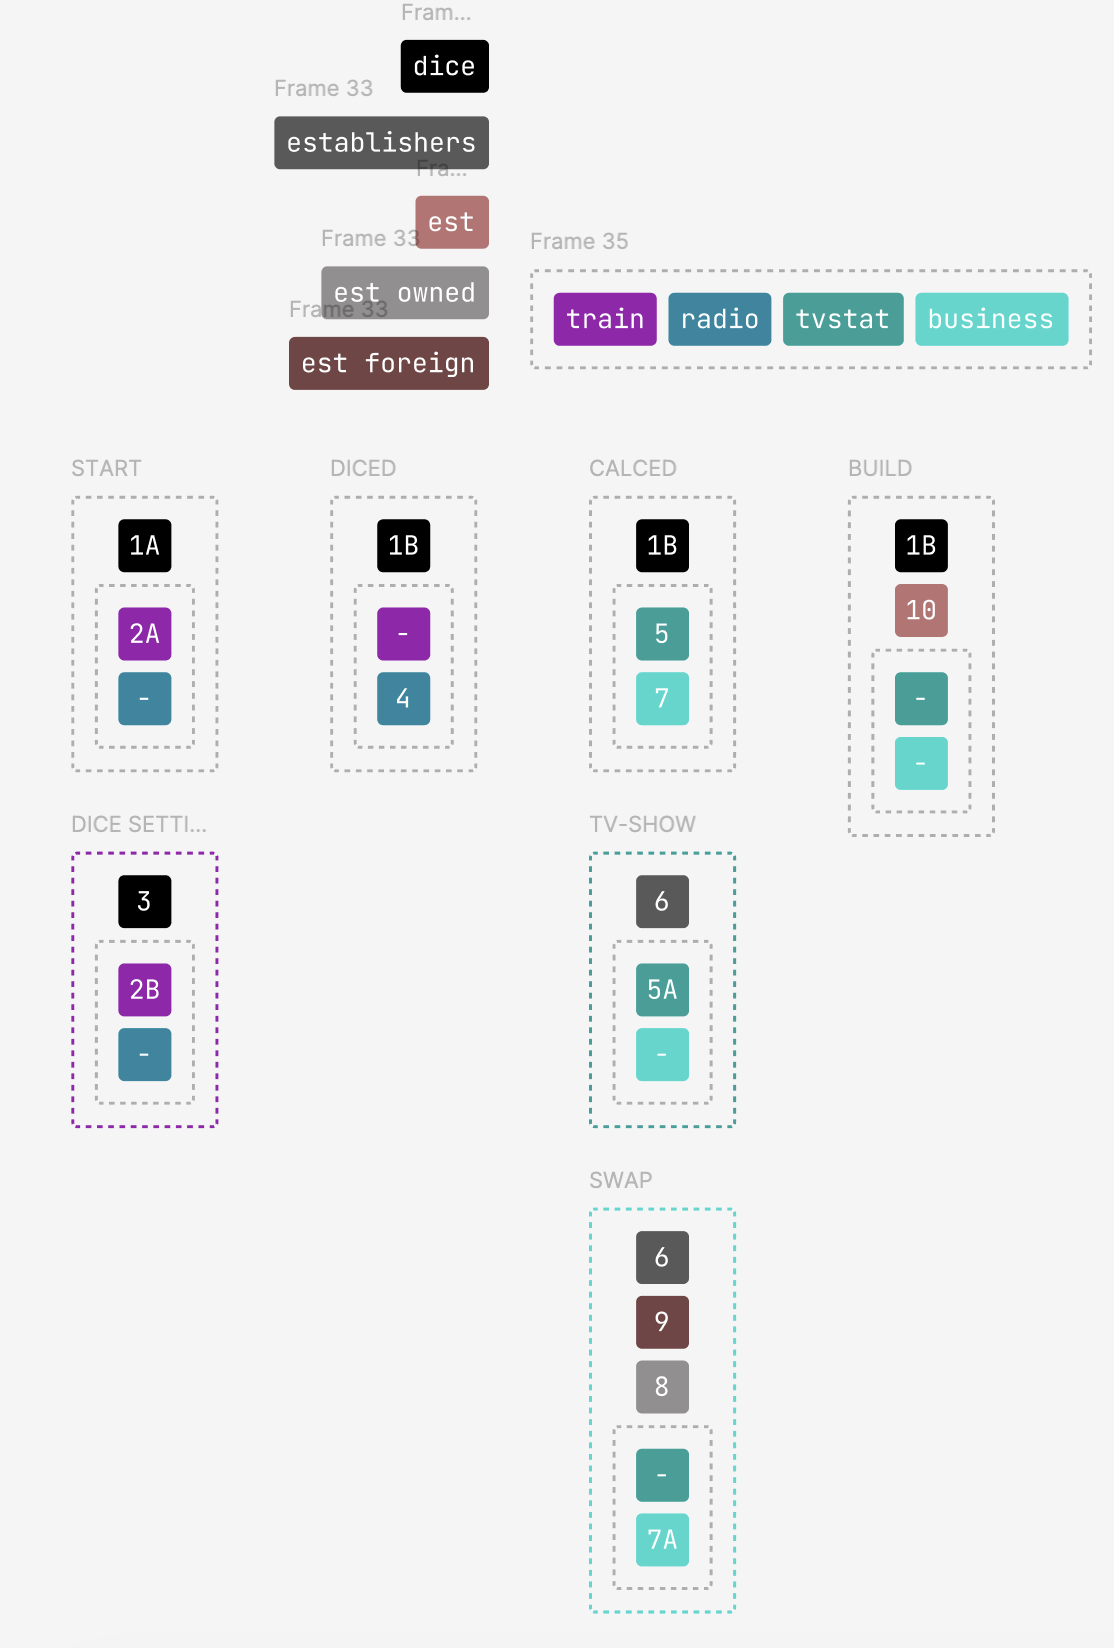 Fram...
dice
Frame 33
establishers
Fra...
est
Frame 33
est owned
Frame 33
est foreign
Frame 35
train radio tvstat business
START
1A
2A
-
DICED
1B
-
4
CALCED
1B
5
7
BUILD
1B
10
-
-
DICE SETTI...
3
2B
-
TV-SHOW
6
5A
-
SWAP
6
9
8
-
7A